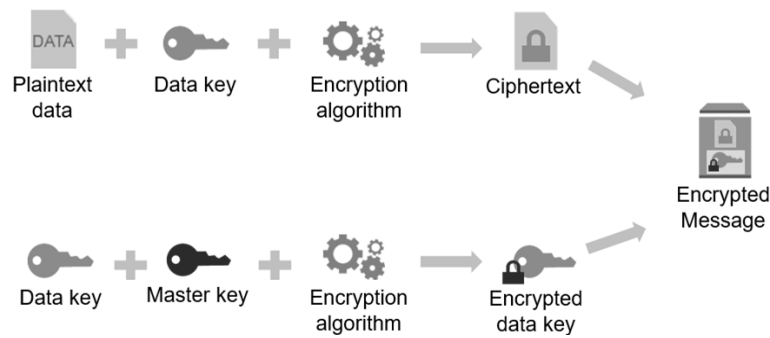 DATA
Plaintext
data
Data key
Encryption
algorithm
Ciphertext
Encrypted
Message
Data key
Master key
Encryption
algorithm
Encrypted
data key